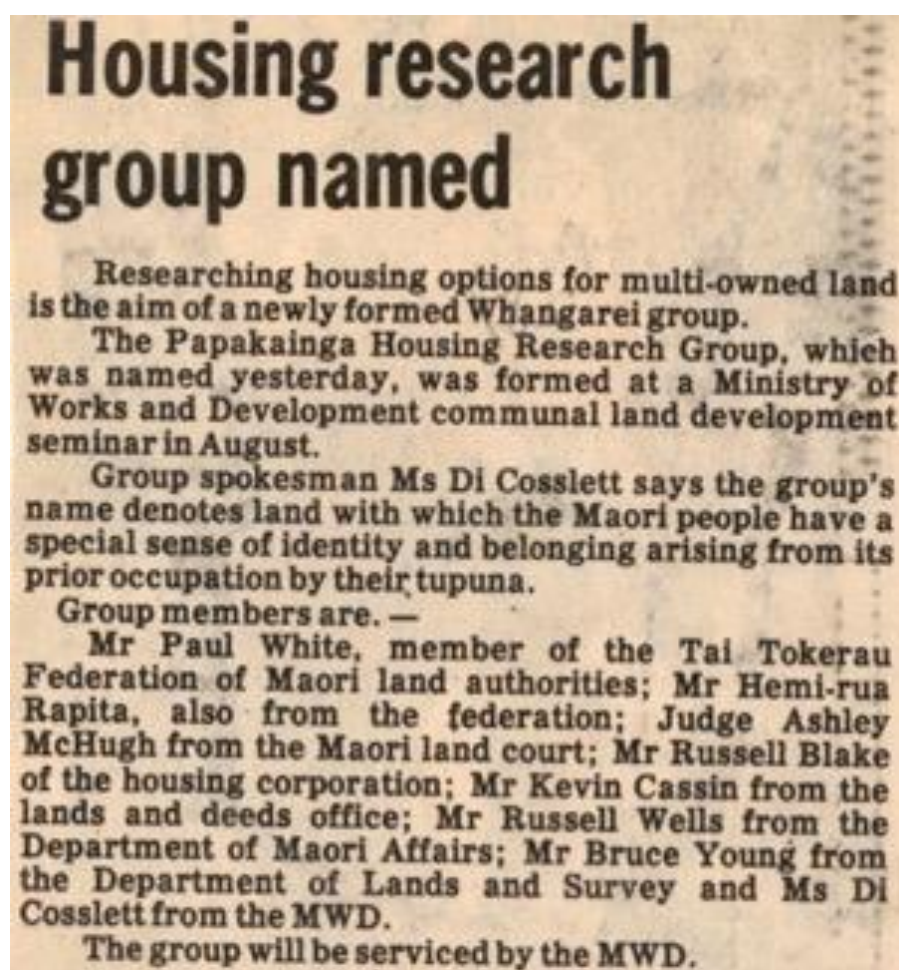 Housing research
group named
Researching housing options for multi-owned land
is the aim of a newly formed Whangarei group.
The Papakainga Housing Research Group, which
was named yesterday, was formed at a Ministry of
Works and Development communal land development
seminar in August.
Group spokesman Ms Di Cosslett says the group's
name denotes land with which the Maori people have a
special sense of identity and belonging arising from its
prior occupation by their tupuna.
Group members are. —
Mr Paul White, member of the Tai Tokerau
Federation of Maori land authorities; Mr Hemi-rua
Rapita, also from the federation; Judge Ashley
McHugh from the Maori land court; Mr Russell Blake
of the housing corporation; Mr Kevin Cassin from the
lands and deeds office; Mr Russell Wells from the
Department of Maori Affairs; Mr Bruce Young from
the Department of Lands and Survey and Ms Di
Cosslett from the MWD.
The group will be serviced by the MWD.